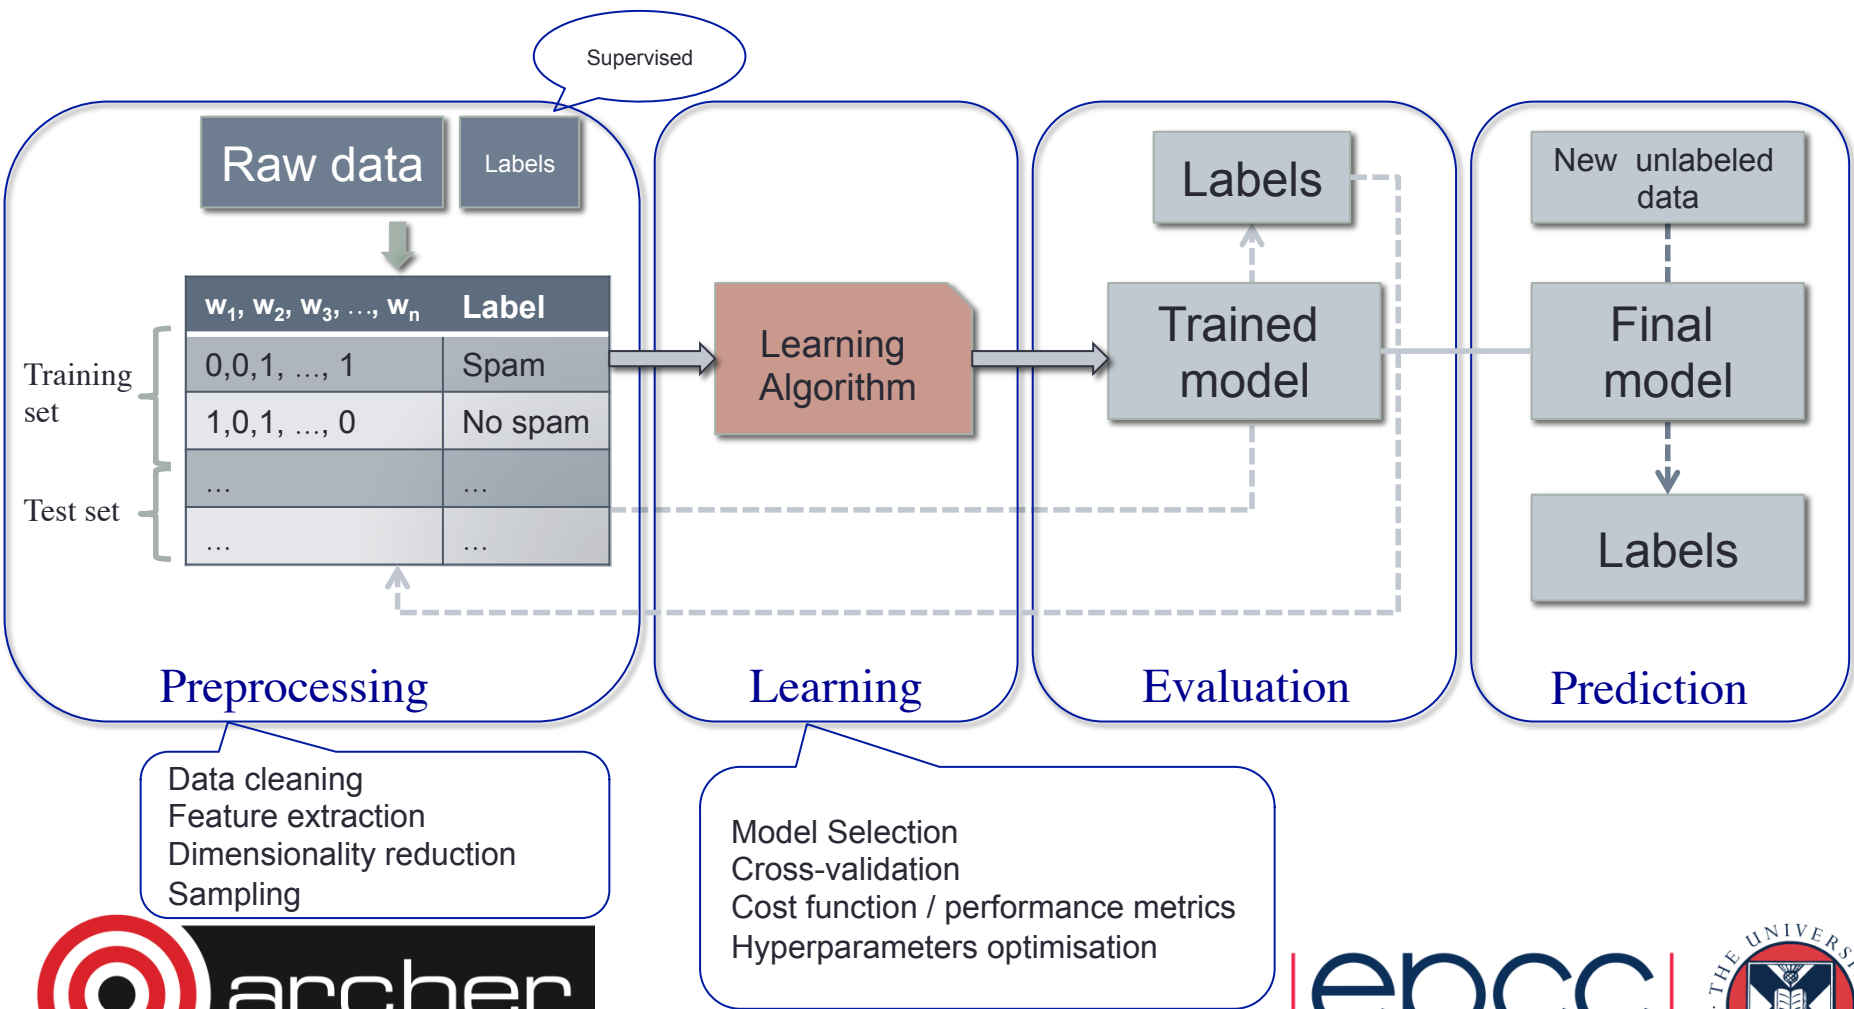 Supervised
Raw data
Labels
w1, w2, w3, …, wn Label
0,0,1, …, 1 Spam
1,0,1, …, 0 No spam
… …
… …
Training
set
Test set
Preprocessing
Learning
Algorithm
Learning
Labels
Trained
model
Evaluation
New unlabeled
data
Final
model
Labels
Prediction
Data cleaning
Feature extraction
Dimensionality reduction
Sampling
Model Selection
Cross-validation
Cost function / performance metrics
Hyperparameters optimisation
archer
epcc
THE UNIVERSI